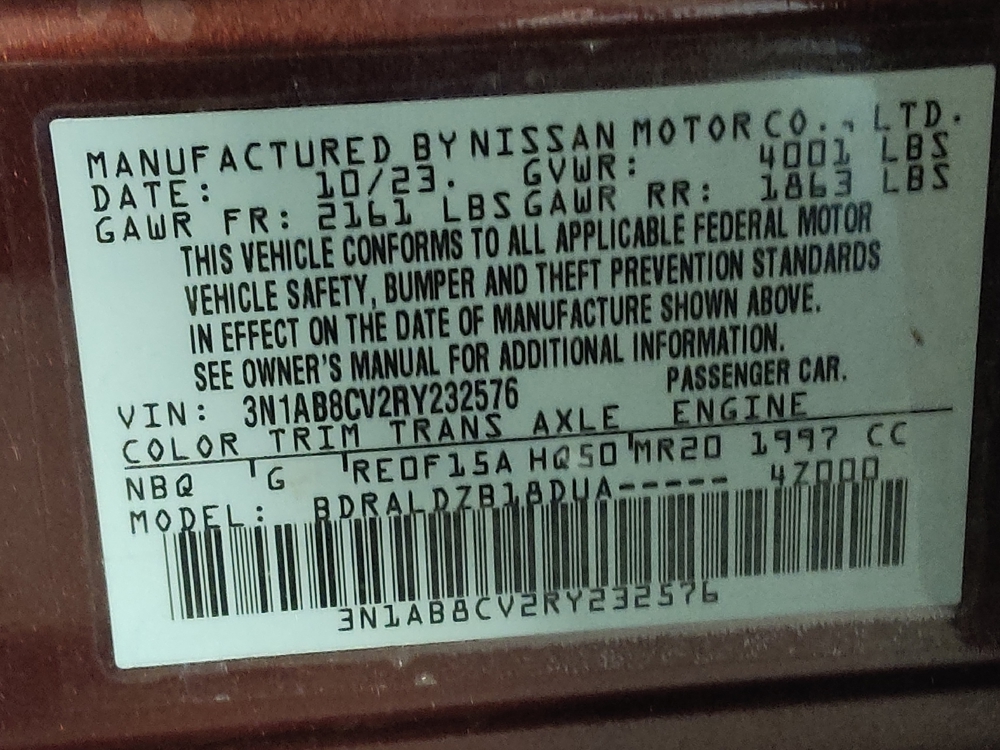 MANUFACTURED BY NISSAN MOTOR CO., LTD.
DATE: 10/23. GVWR: 4001 LBS
GAWR FR: 2161 LBS GAWR RR: 1863 LBS
THIS VEHICLE CONFORMS TO ALL APPLICABLE FEDERAL MOTOR
VEHICLE SAFETY, BUMPER AND THEFT PREVENTION STANDARDS
IN EFFECT ON THE DATE OF MANUFACTURE SHOWN ABOVE.
SEE OWNER'S MANUAL FOR ADDITIONAL INFORMATION.
VIN: 3N1AB8CV2RY232576 PASSENGER CAR.
COLOR TRIM TRANS AXLE ENGINE
NBQ G RE0F15A HQ50 MR20 1997 CC
MODEL: BDRALDZB18DUA----- 4Z000
3N1AB8CV2RY232576